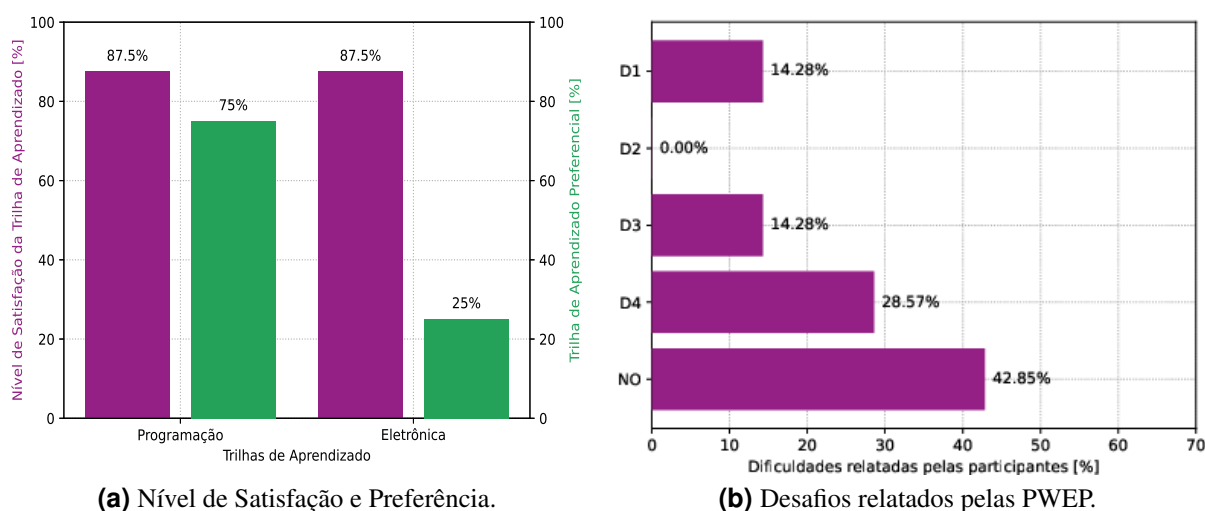 100
80
60
40
20
0
Nível de Satisfação da Trilha de Aprendizado [%]
87.5%
75%
87.5%
25%
100
80
60
40
20
0
Trilha de Aprendizado Preferencial [%]
Programação
Eletrônica
Trilhas de Aprendizado
(a) Nível de Satisfação e Preferência.
D1
14.28%
D2
0.00%
D3
14.28%
D4
28.57%
NO
42.85%
0 10 20 30 40 50 60 70
Dificuldades relatadas pelas participantes [%]
(b) Desafios relatados pelas PWEP.